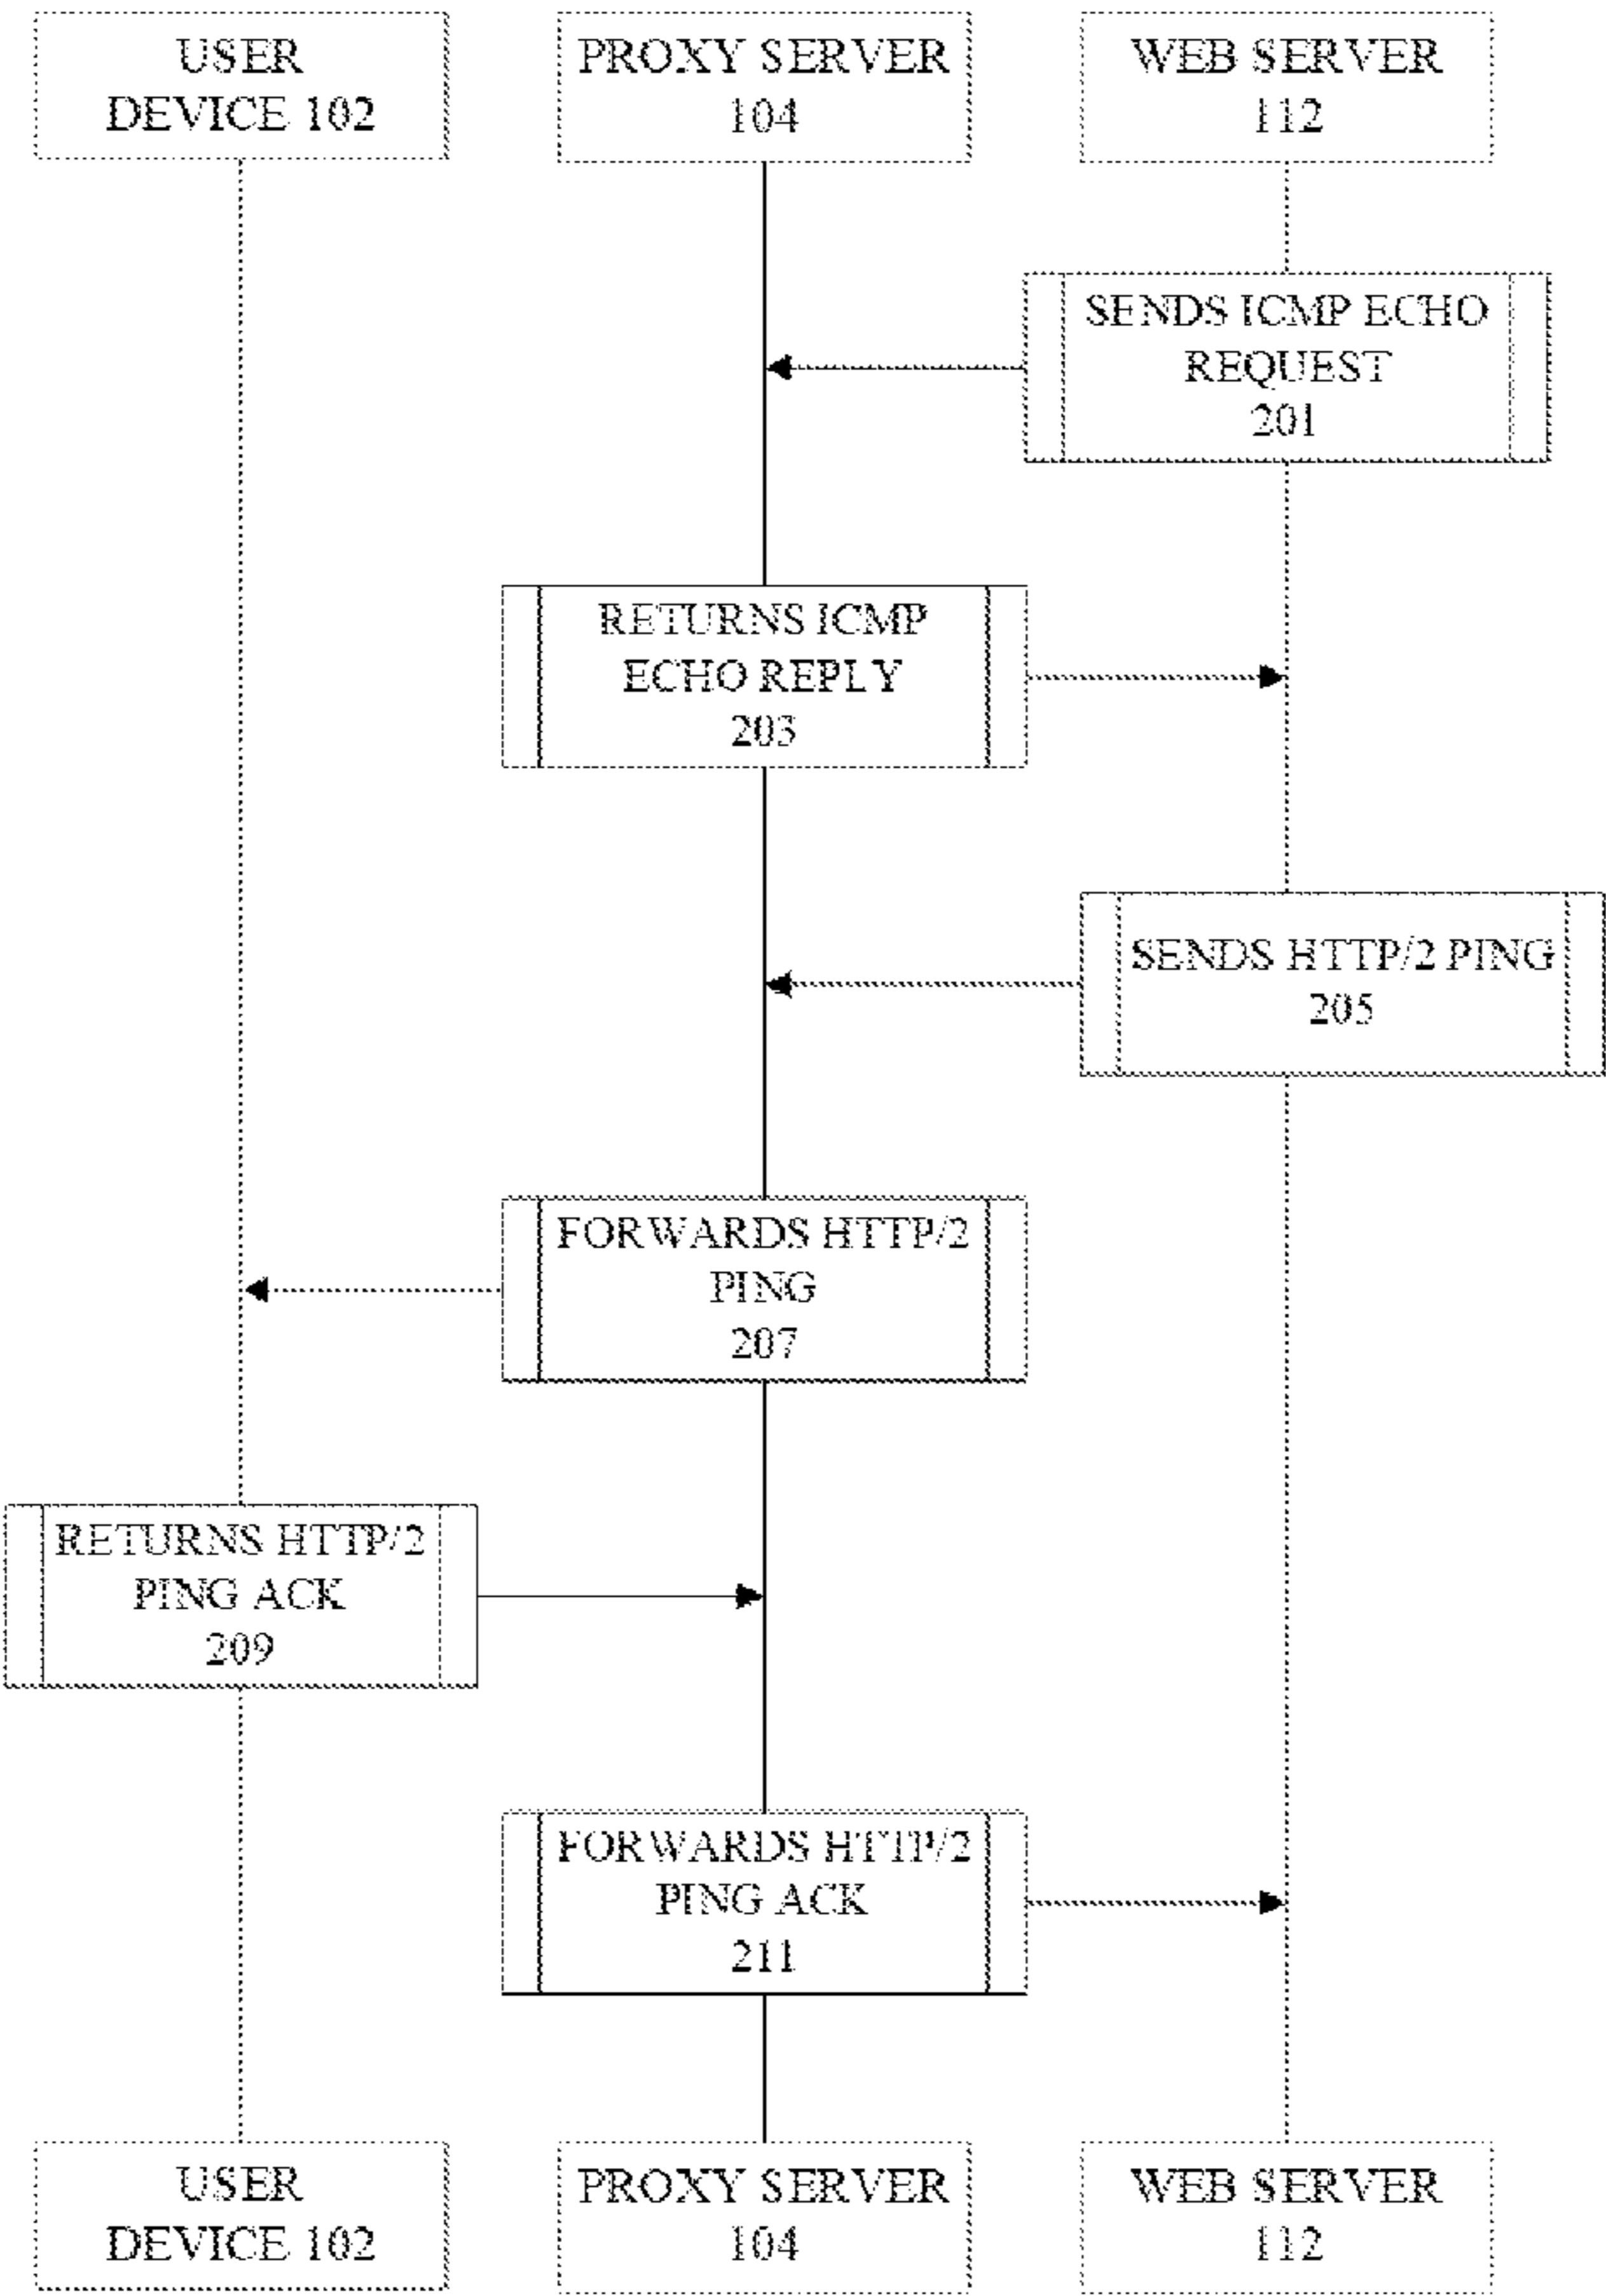 USER
DEVICE 102
PROXY SERVER
104
WEB SERVER
112
SENDS ICMP ECHO
REQUEST
201
RETURNS ICMP
ECHO REPLY
203
SENDS HTTP/2 PING
205
FORWARDS HTTP/2
PING
207
RETURNS HTTP/2
PING ACK
209
FORWARDS HTTP/2
PING ACK
211
USER
DEVICE 102
PROXY SERVER
104
WEB SERVER
112